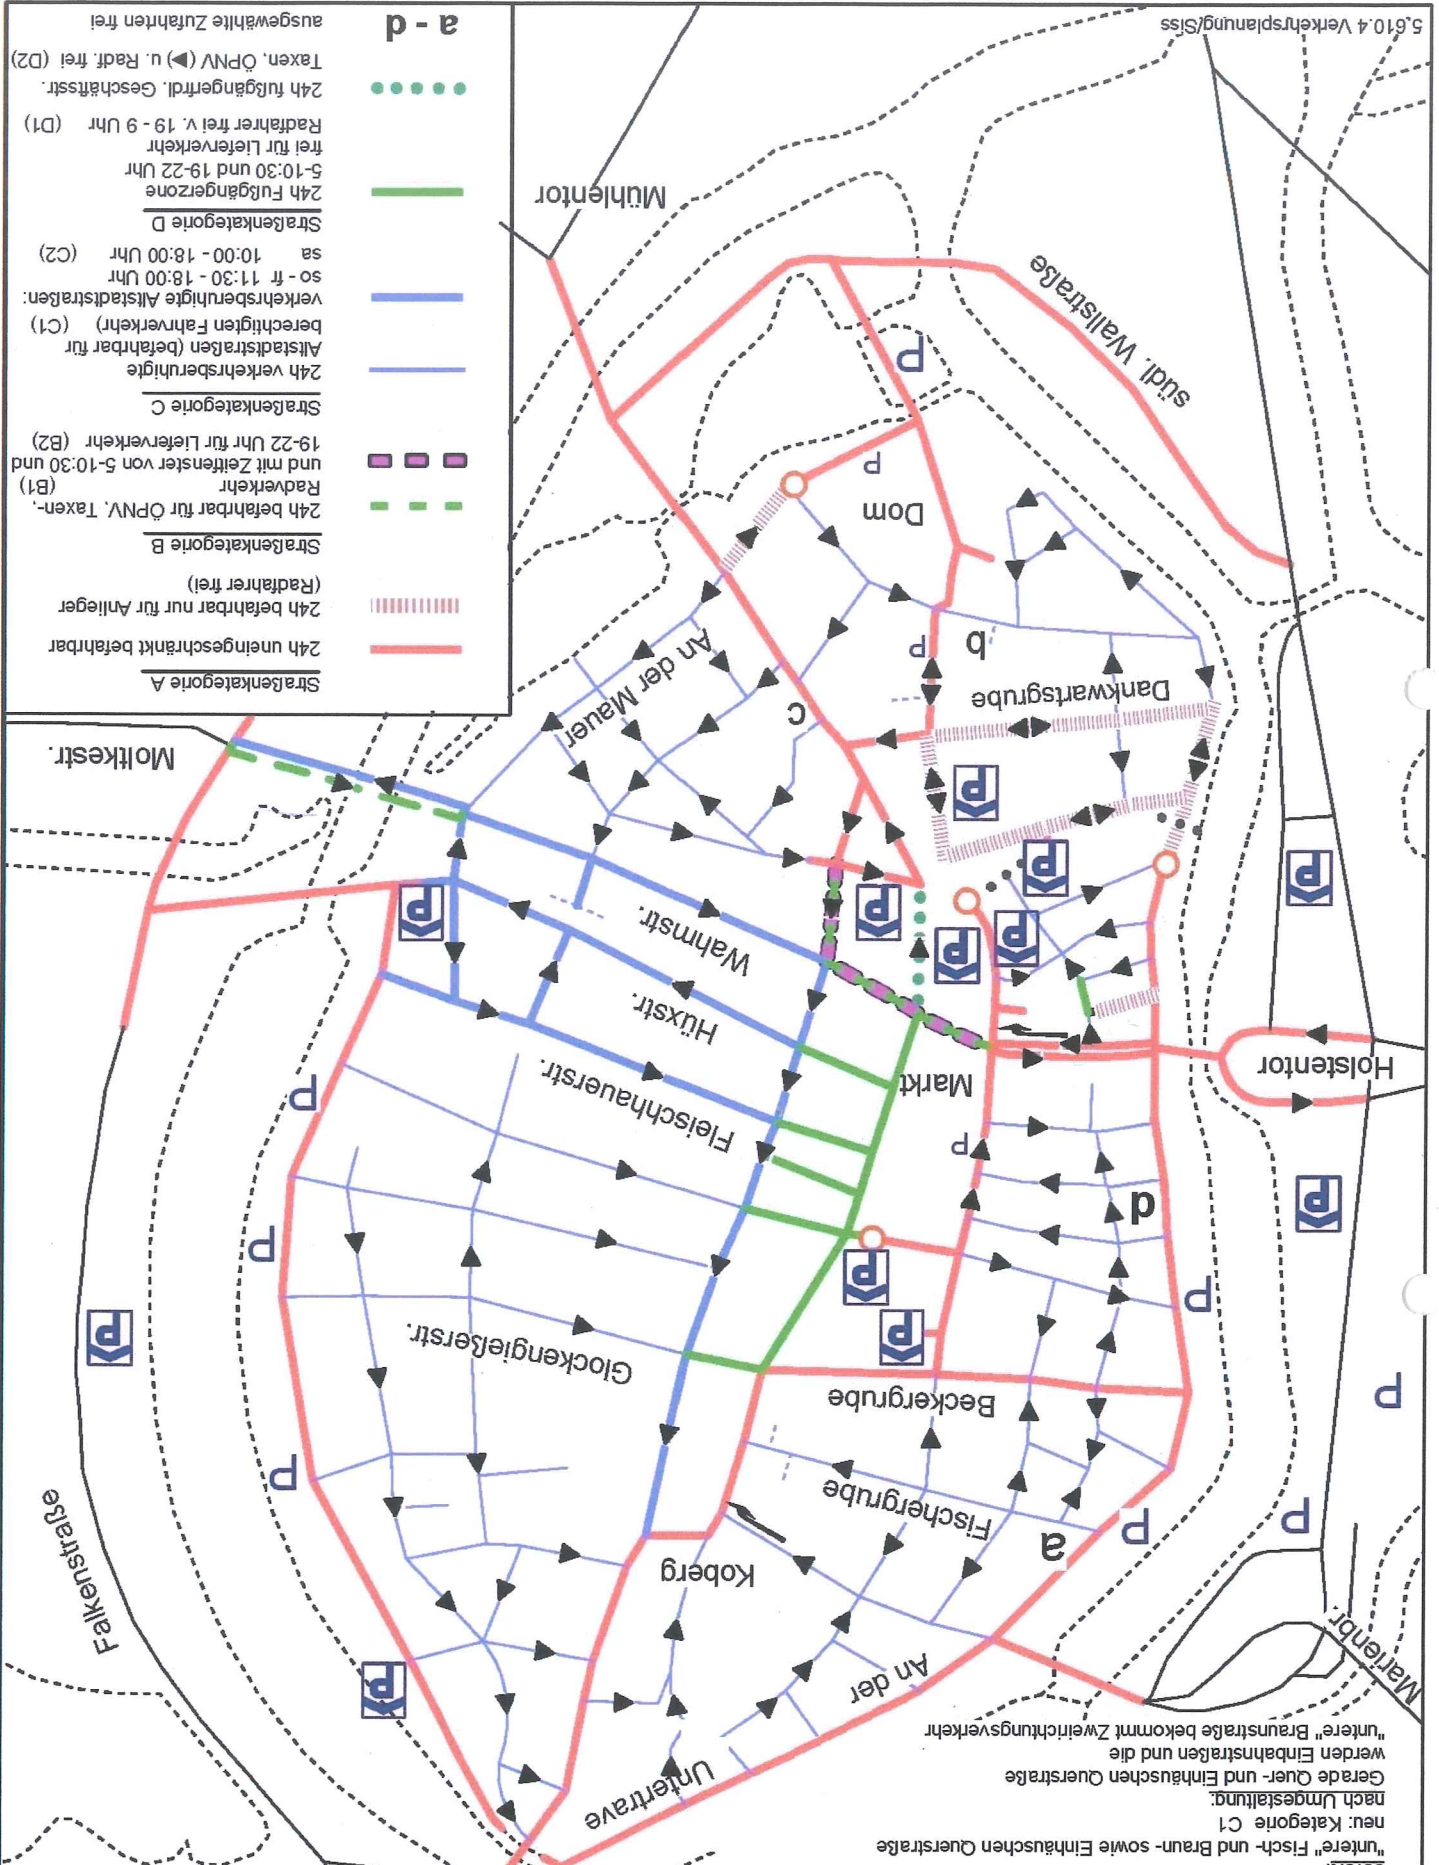 "untere" Fisch- und Braun- sowie Einhäuschen Querstraße
neu: Kategorie C1
nach Umgestaltung:
Gerade Quer- und Einhäuschen Querstraße
werden Einbahnstraßen und die
"untere" Braunstraße bekommt Zweirichtungsverkehr
Marienbr.
Untertrave
An der
Falkenstraße
Koberg
a
Fischergrube
P
P
P
P
Beckergrube
Glockengießerstr.
P
P
P
P
P
P
d
P
P
P
Fleischhauerstr.
P
Holstentor
Markt
Hüxstr.
P
P
Wahmstr.
P
P
P
P
P
Moltkestr.
An der Mauer
c
Dankwartsgrube
b
P
Dom
P
P
südl. Wallstraße
Mühlentor
Straßenkategorie A
24h uneingeschränkt befahrbar
24h befahrbar nur für Anlieger
(Radfahrer frei)
Straßenkategorie B
24h befahrbar für ÖPNV, Taxen-,
Radverkehr (B1)
und mit Zeitfenster von 5-10:30 und
19-22 Uhr für Lieferverkehr (B2)
Straßenkategorie C
24h verkehrsberuhigte
Altstadtstraßen (befahrbar für
berechtigten Fahrverkehr) (C1)
verkehrsberuhigte Altstadtstraßen:
so - fr 11:30 - 18:00 Uhr
sa 10:00 - 18:00 Uhr (C2)
Straßenkategorie D
24h Fußgängerzone
5-10:30 und 19-22 Uhr
frei für Lieferverkehr
Radfahrer frei v. 19 - 9 Uhr (D1)
24h fußgängerfrdl. Geschäftsstr.
Taxen, ÖPNV (►) u. Radf. frei (D2)
a - d ausgewählte Zufahrten frei
5.610.4 Verkehrsplanung/Siss